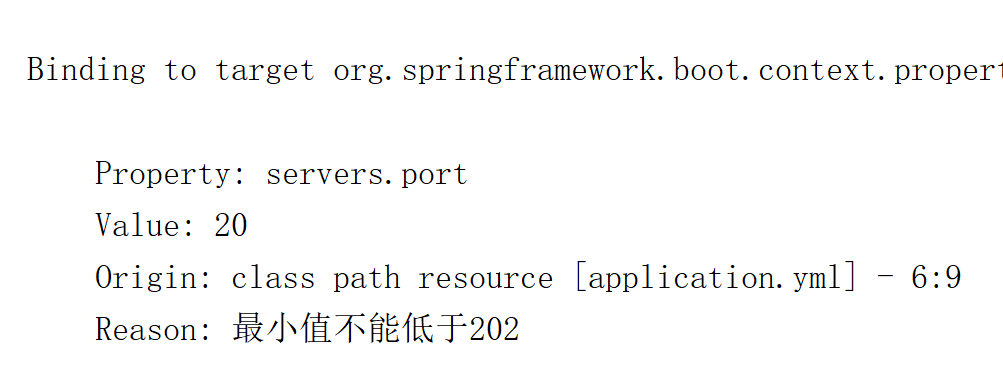 Binding to target org.springframework.boot.context.propert
Property: servers.port
Value: 20
Origin: class path resource [application.yml] - 6:9
Reason: 最小值不能低于202